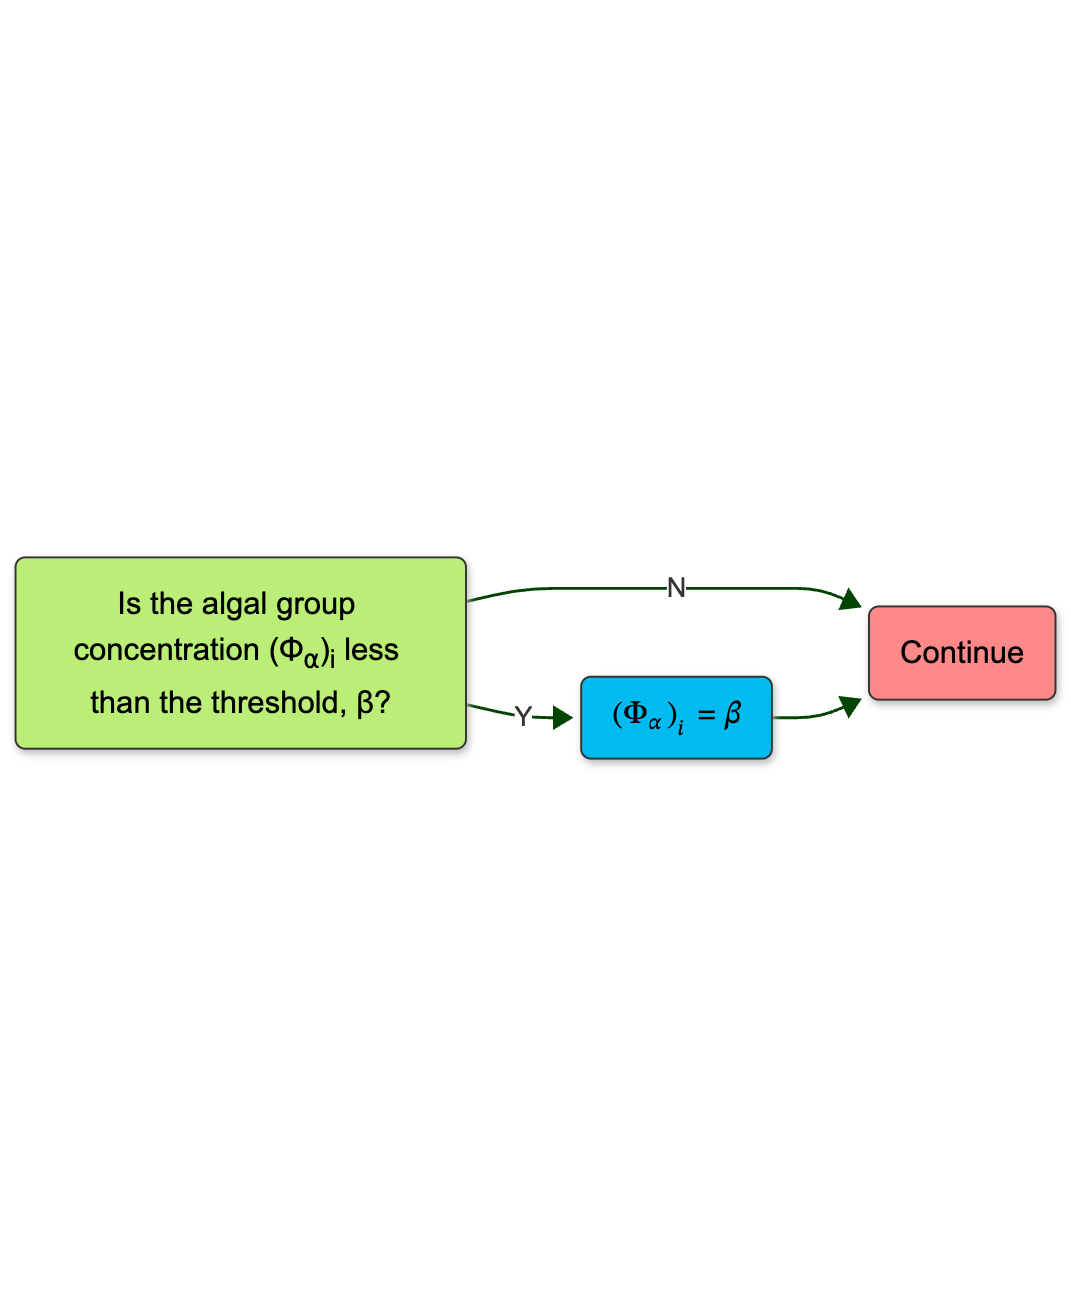 Is the algal group
concentration (Φα)i less
than the threshold, β?
N
Y
(Φα)i = β
Continue